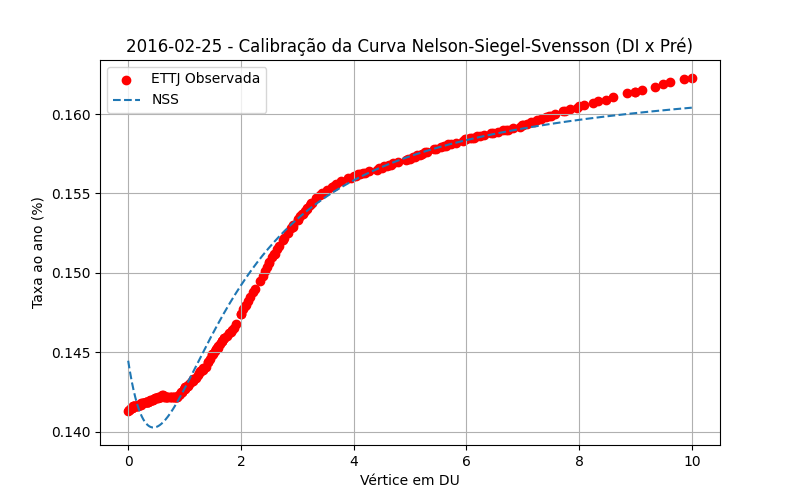 2016-02-25 - Calibração da Curva Nelson-Siegel-Svensson (DI x Pré)
ETTJ Observada
NSS
Taxa ao ano (%)
0.160
0.155
0.150
0.145
0.140
0 2 4 6 8 10
Vértice em DU